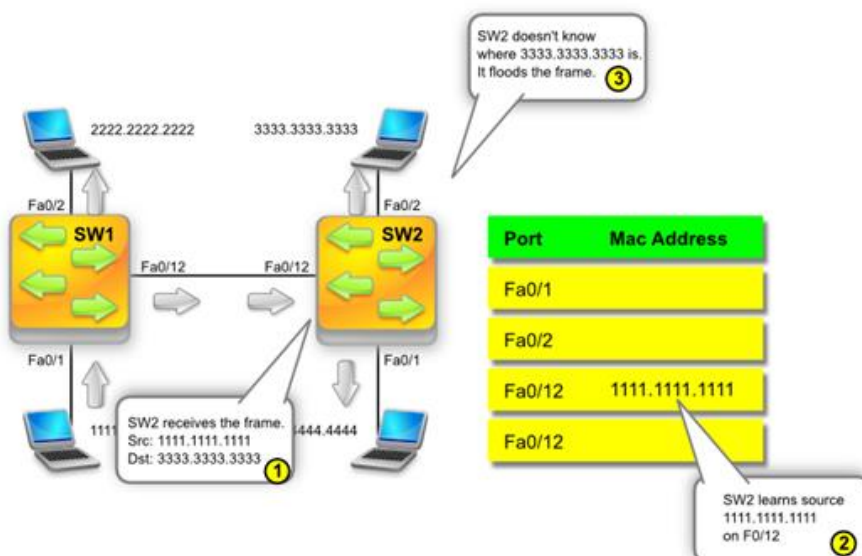 SW2 doesn't know
where 3333.3333.3333 is.
It floods the frame.
3
2222.2222.2222
3333.3333.3333
Fa0/2
Fa0/2
SW1
SW2
Fa0/12
Fa0/12
Port Mac Address
Fa0/1
Fa0/2
Fa0/12 1111.1111.1111
Fa0/12
Fa0/1
Fa0/1
1111
SW2 receives the frame.
Src: 1111.1111.1111
Dst: 3333.3333.3333
1
444.4444
SW2 learns source
1111.1111.1111
on F0/12
2